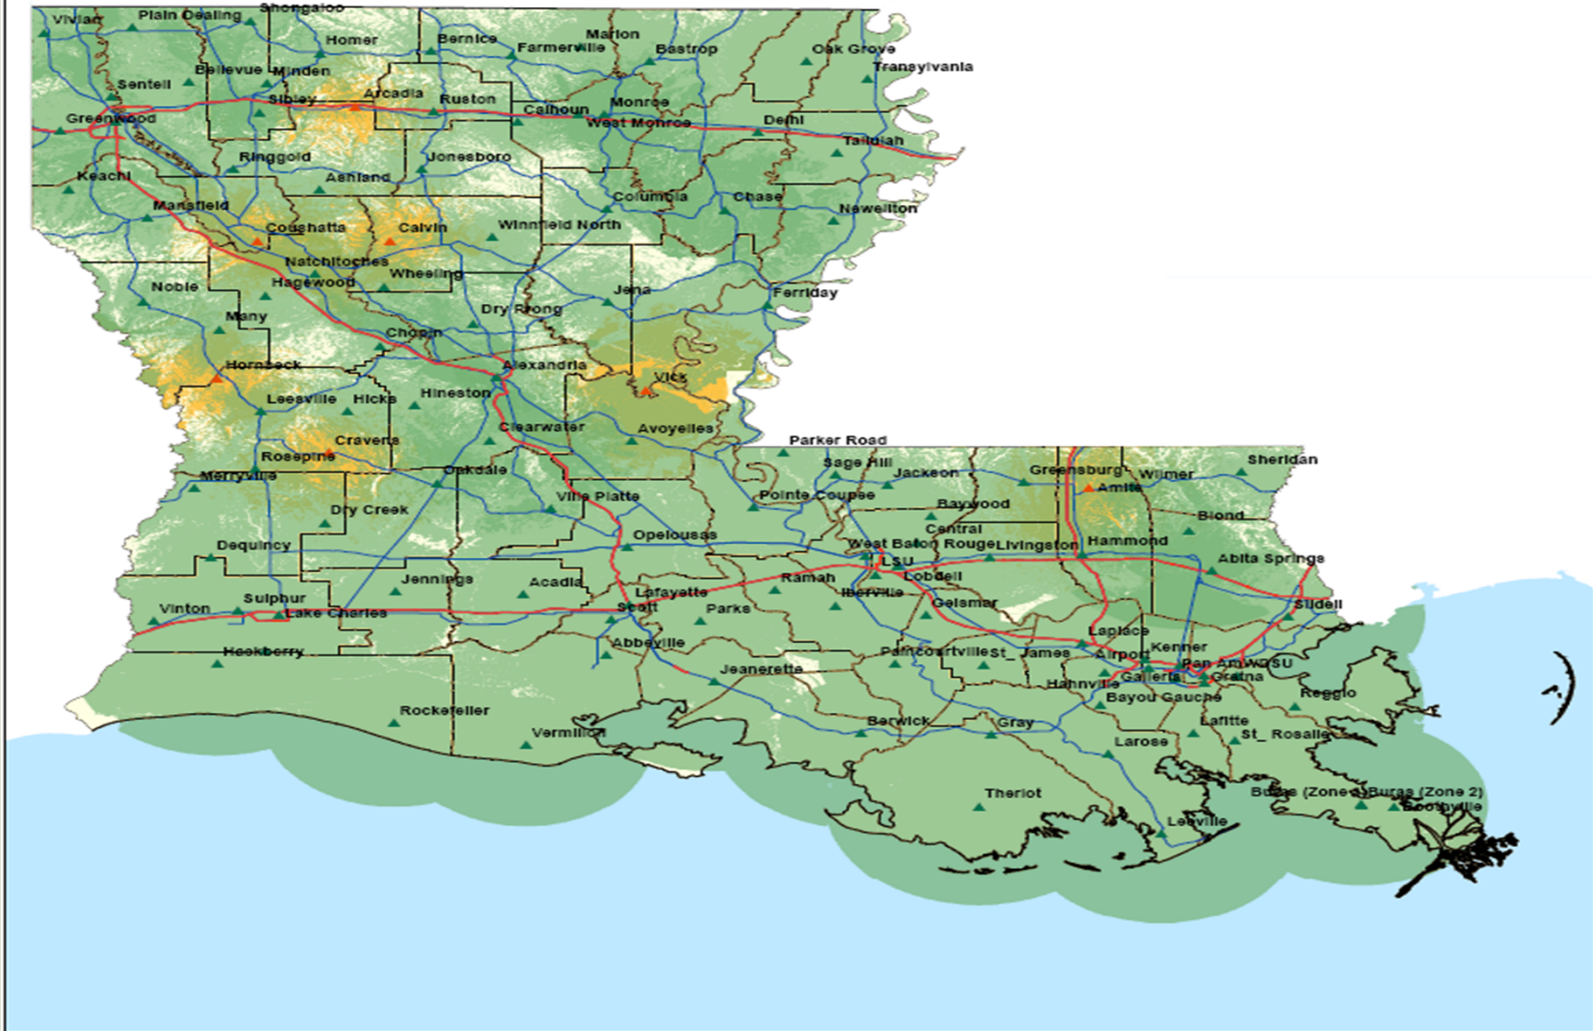 Shongaloo
Vivian
Plain Dealing
Homer
Bernice
Farmerville
Marion
Bastrop
Oak Grove
Transylvania
Sentell
Bellevue
Minden
Sibley
Arcadia
Ruston
Calhoun
Monroe
West Monroe
Delhi
Greenwood
Tallulah
Ringgold
Jonesboro
Keachi
Ashland
Mansfield
Columbia
Chase
Newellton
Coushatta
Calvin
Winnfield North
Natchitoches
Hagewood
Wheeling
Noble
Jena
Ferriday
Many
Dry Prong
Chopin
Hornbeck
Alexandria
Vick
Leesville
Hicks
Hineston
Clearwater
Avoyelles
Cravens
Rosepine
Merryville
Oakdale
Parker Road
Sage Hill
Jackson
Greensburg
Wilmer
Sheridan
Amite
Ville Platte
Pointe Coupee
Baywood
Dry Creek
Blond
Central
Dequincy
Opelousas
West Baton Rouge
Livingston
Hammond
LSU
Abita Springs
Lobdell
Jennings
Acadia
Ramah
Lafayette
Iberville
Geismar
Slidell
Vinton
Sulphur
Lake Charles
Scott
Parks
Laplace
Abbeville
Hackberry
Paincourtville
St_ James
Airport
Kenner
Pan Am
WDSU
Jeanerette
Hahnville
Galleria
Gretna
Bayou Gauche
Reggio
Rockefeller
Vermilion
Berwick
Gray
Lafitte
St_ Rosalie
Larose
Theriot
Buras (Zone
Buras (Zone 2)
Boothville
Leeville